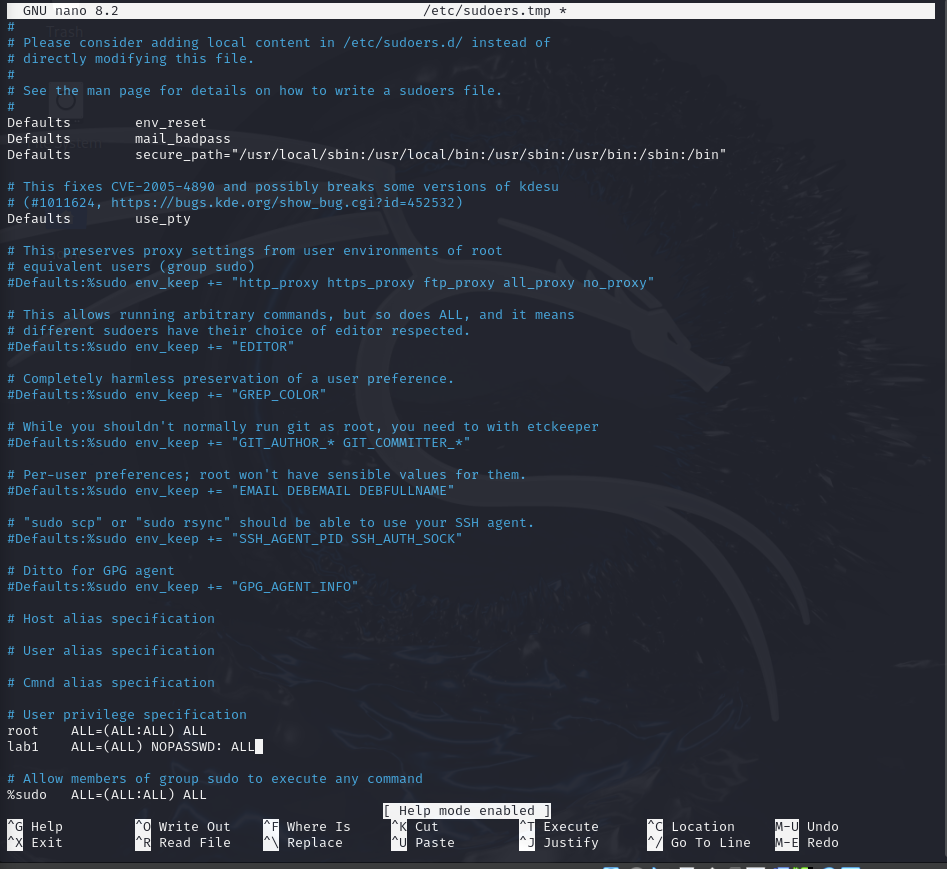 GNU nano 8.2 /etc/sudoers.tmp *
#
# Please consider adding local content in /etc/sudoers.d/ instead of
# directly modifying this file.
#
# See the man page for details on how to write a sudoers file.
#
Defaults        env_reset
Defaults        mail_badpass
Defaults        secure_path="/usr/local/sbin:/usr/local/bin:/usr/sbin:/usr/bin:/sbin:/bin"
# This fixes CVE-2005-4890 and possibly breaks some versions of kdesu
# (#1011624, https://bugs.kde.org/show_bug.cgi?id=452532)
Defaults        use_pty
# This preserves proxy settings from user environments of root
# equivalent users (group sudo)
#Defaults:%sudo env_keep += "http_proxy https_proxy ftp_proxy all_proxy no_proxy"
# This allows running arbitrary commands, but so does ALL, and it means
# different sudoers have their choice of editor respected.
#Defaults:%sudo env_keep += "EDITOR"
# Completely harmless preservation of a user preference.
#Defaults:%sudo env_keep += "GREP_COLOR"
# While you shouldn't normally run git as root, you need to with etckeeper
#Defaults:%sudo env_keep += "GIT_AUTHOR_* GIT_COMMITTER_*"
# Per-user preferences; root won't have sensible values for them.
#Defaults:%sudo env_keep += "EMAIL DEBEMAIL DEBFULLNAME"
# "sudo scp" or "sudo rsync" should be able to use your SSH agent.
#Defaults:%sudo env_keep += "SSH_AGENT_PID SSH_AUTH_SOCK"
# Ditto for GPG agent
#Defaults:%sudo env_keep += "GPG_AGENT_INFO"
# Host alias specification
# User alias specification
# Cmnd alias specification
# User privilege specification
root    ALL=(ALL:ALL) ALL
lab1    ALL=(ALL) NOPASSWD: ALL
# Allow members of group sudo to execute any command
%sudo   ALL=(ALL:ALL) ALL
[ Help mode enabled ]
^G Help ^O Write Out ^F Where Is ^K Cut ^T Execute ^C Location M-U Undo
^X Exit ^R Read File ^\ Replace ^U Paste ^J Justify ^/ Go To Line M-E Redo